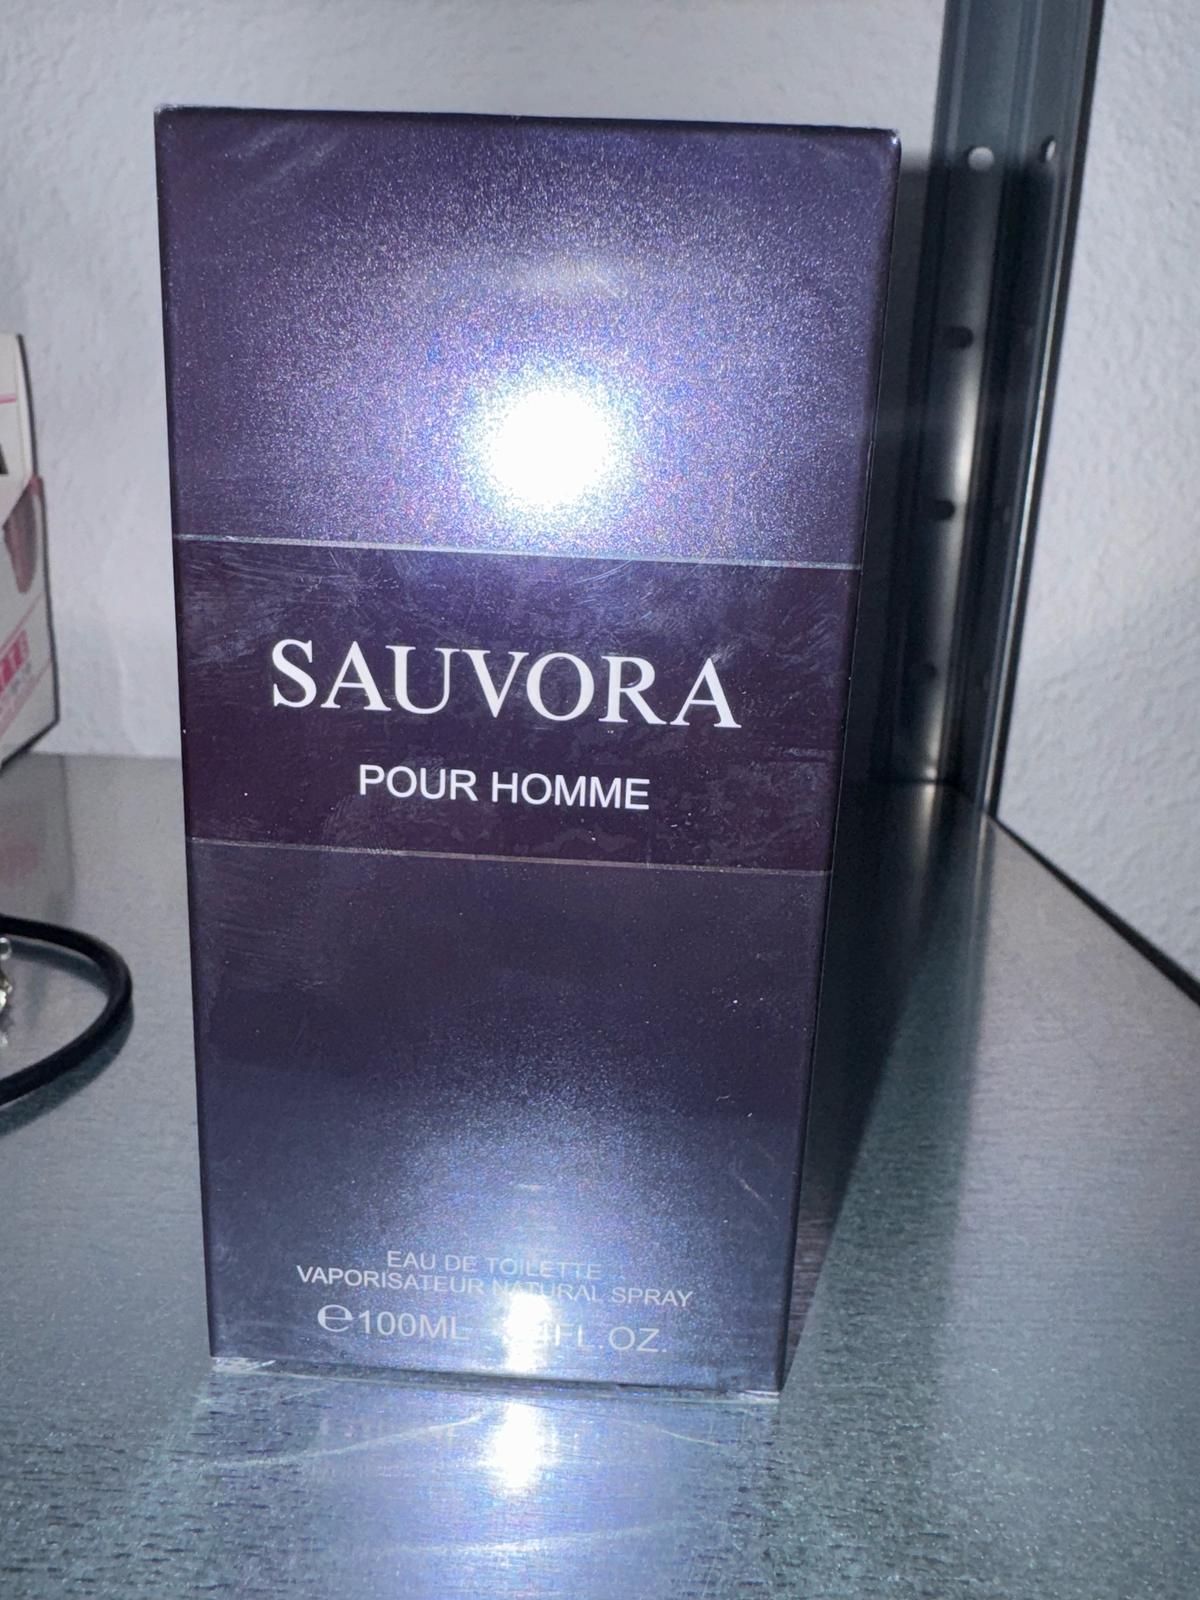 SAUVORA
POUR HOMME
EAU DE TOILETTE
VAPORISATEUR NATURAL SPRAY
℮100ML FL.OZ.